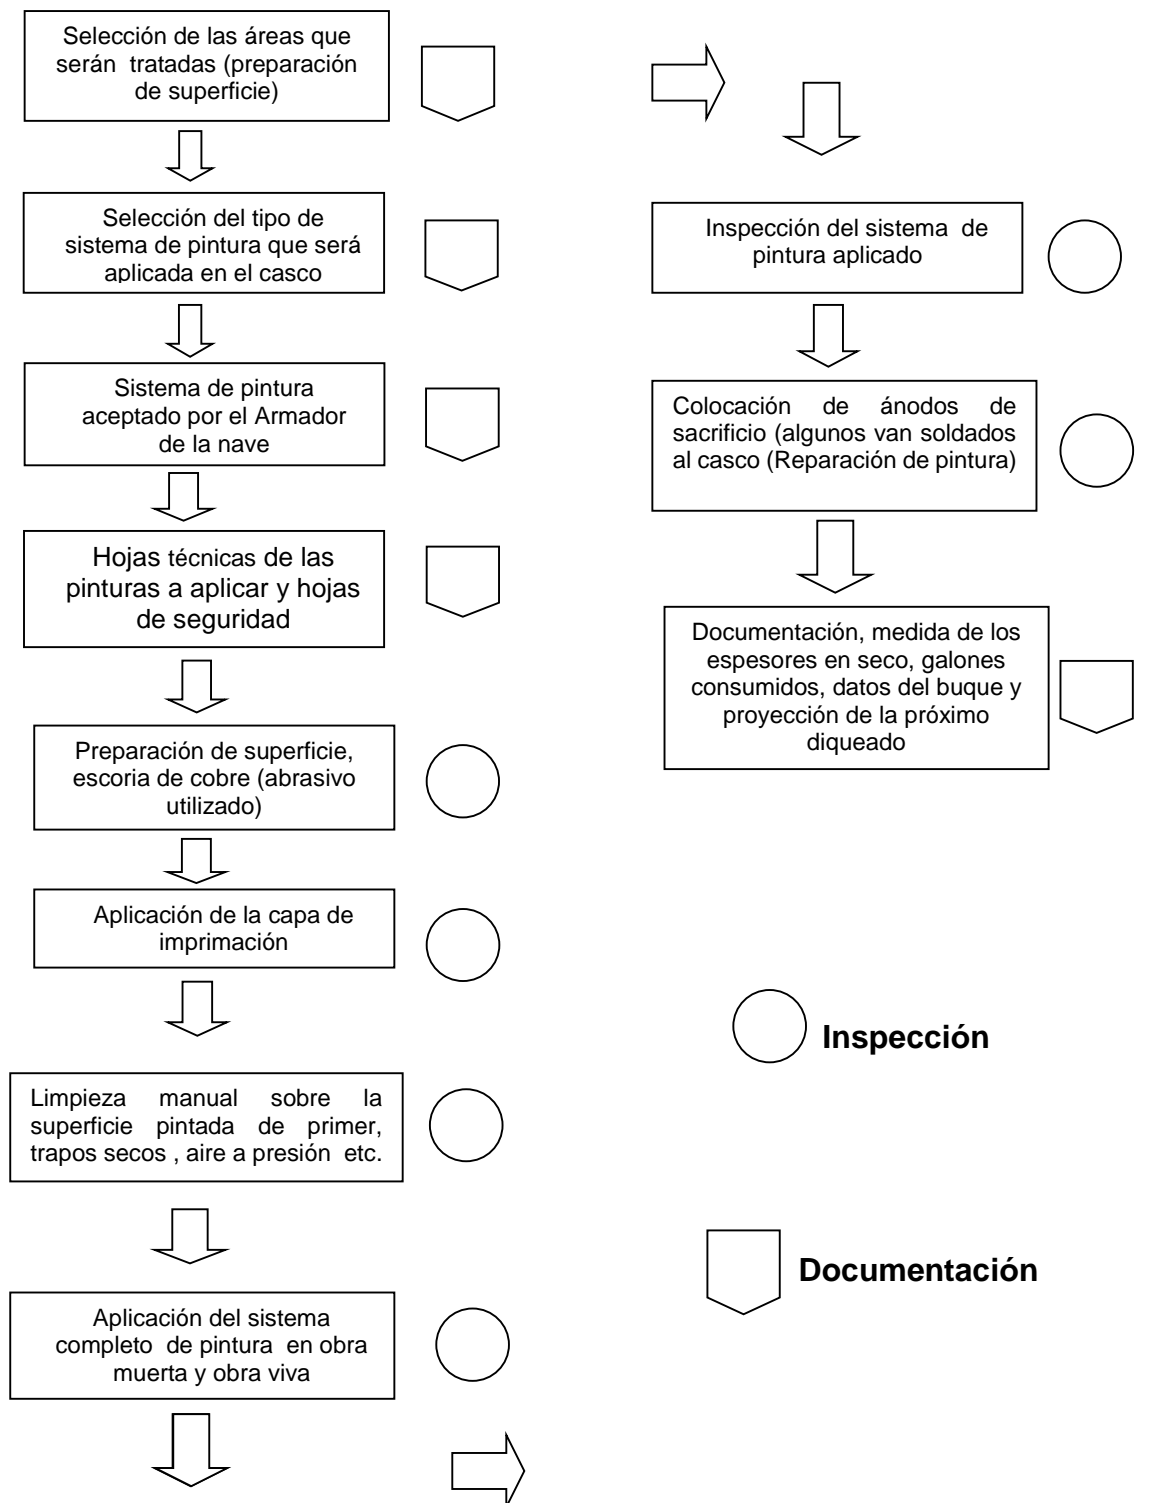 Selección de las áreas que
serán tratadas (preparación
de superficie)
Selección del tipo de
sistema de pintura que será
aplicada en el casco
Sistema de pintura
aceptado por el Armador
de la nave
Hojas técnicas de las
pinturas a aplicar y hojas
de seguridad
Preparación de superficie,
escoria de cobre (abrasivo
utilizado)
Aplicación de la capa de
imprimación
Limpieza manual sobre la
superficie pintada de primer,
trapos secos , aire a presión etc.
Aplicación del sistema
completo de pintura en obra
muerta y obra viva
Inspección del sistema de
pintura aplicado
Colocación de ánodos de
sacrificio (algunos van soldados
al casco (Reparación de pintura)
Documentación, medida de los
espesores en seco, galones
consumidos, datos del buque y
proyección de la próximo
diqueado
Inspección
Documentación